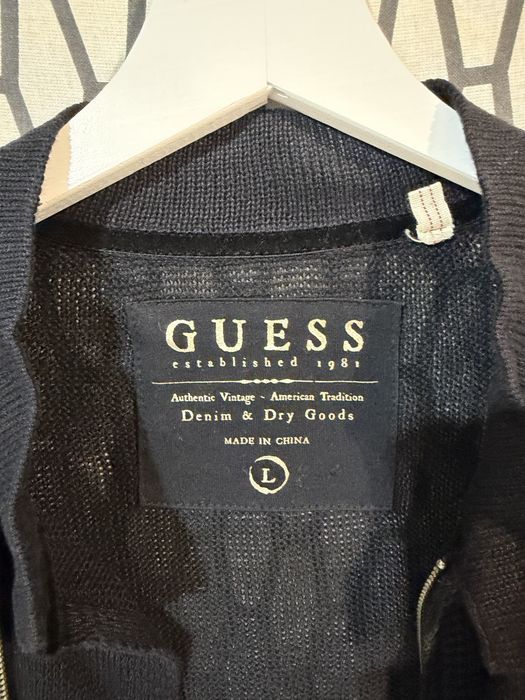 GUESS
established 1981
Authentic Vintage ~ American Tradition
Denim & Dry Goods
MADE IN CHINA
L